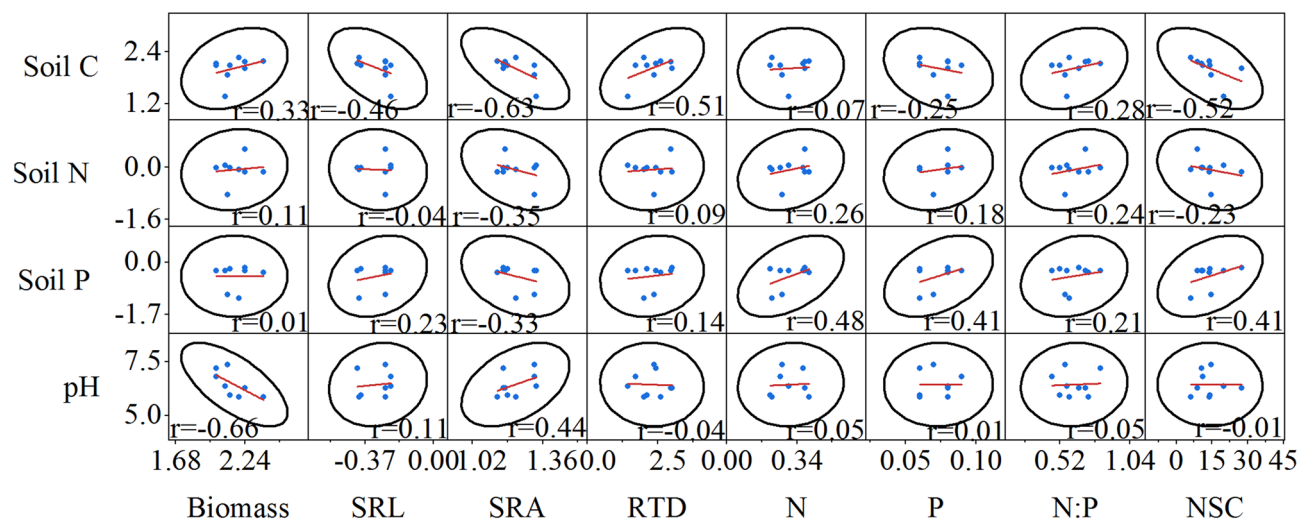 Soil C
2.4
1.2
r=0.33
r=-0.46
r=-0.63
r=0.51
r=0.07
r=-0.25
r=0.28
r=-0.52
Soil N
0.0
-1.6
r=0.11
r=-0.04
r=-0.35
r=0.09
r=0.26
r=0.18
r=0.24
r=-0.23
Soil P
0.0
-1.7
r=0.01
r=0.23
r=-0.33
r=0.14
r=0.48
r=0.41
r=0.21
r=0.41
pH
7.5
5.0
r=-0.66
r=0.11
r=0.44
r=-0.04
r=0.05
r=0.01
r=0.05
r=-0.01
1.68 2.24 -0.37 0.00 1.02 1.36 0.0 2.5 0.00 0.34 0.05 0.10 0.52 1.04 0 15 30 45
Biomass SRL SRA RTD N P N:P NSC